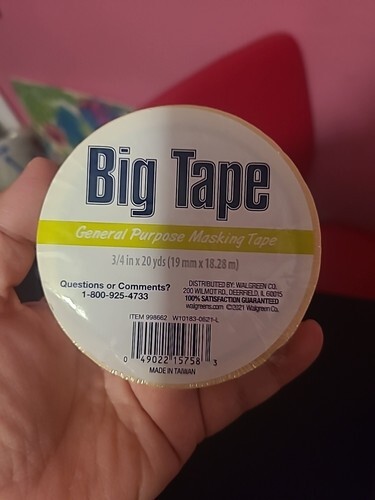 Big Tape
General Purpose Masking Tape
3/4 in x 20 yds (19 mm x 18.28 m)
Questions or Comments?
1-800-925-4733
DISTRIBUTED BY: WALGREEN CO.
200 WILMOT RD., DEERFIELD, IL 60015
100% SATISFACTION GUARANTEED
walgreens.com ©2021 Walgreen Co.
ITEM 998662 W10183-0621-L
0 49022 15758 3
MADE IN TAIWAN